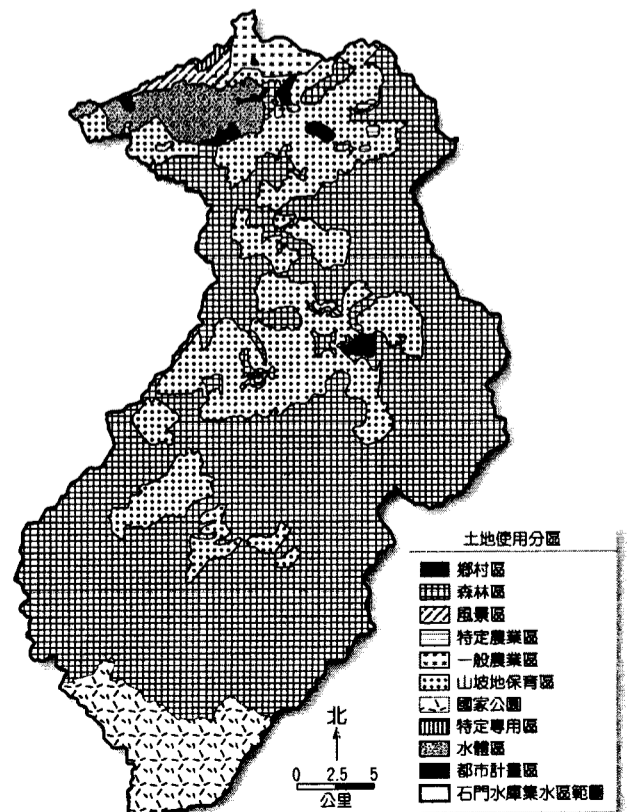 土地使用分區
鄉村區
森林區
風景區
特定農業區
一般農業區
山坡地保育區
國家公園
特定專用區
水體區
都市計畫區
石門水庫集水區範圍
北
0 2.5 5
公里